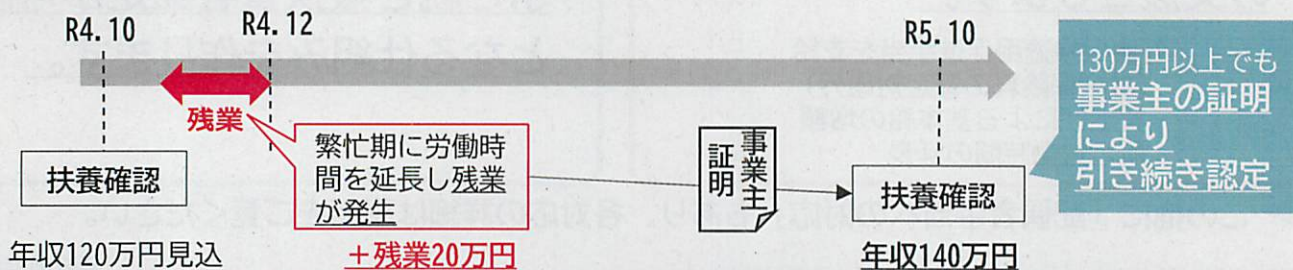 R4.10
R4.12
R5.10
残業
扶養確認
年収120万円見込
繁忙期に労働時
間を延長し残業
が発生
＋残業20万円
事業主
証明
扶養確認
年収140万円
130万円以上でも
事業主の証明
により
引き続き認定